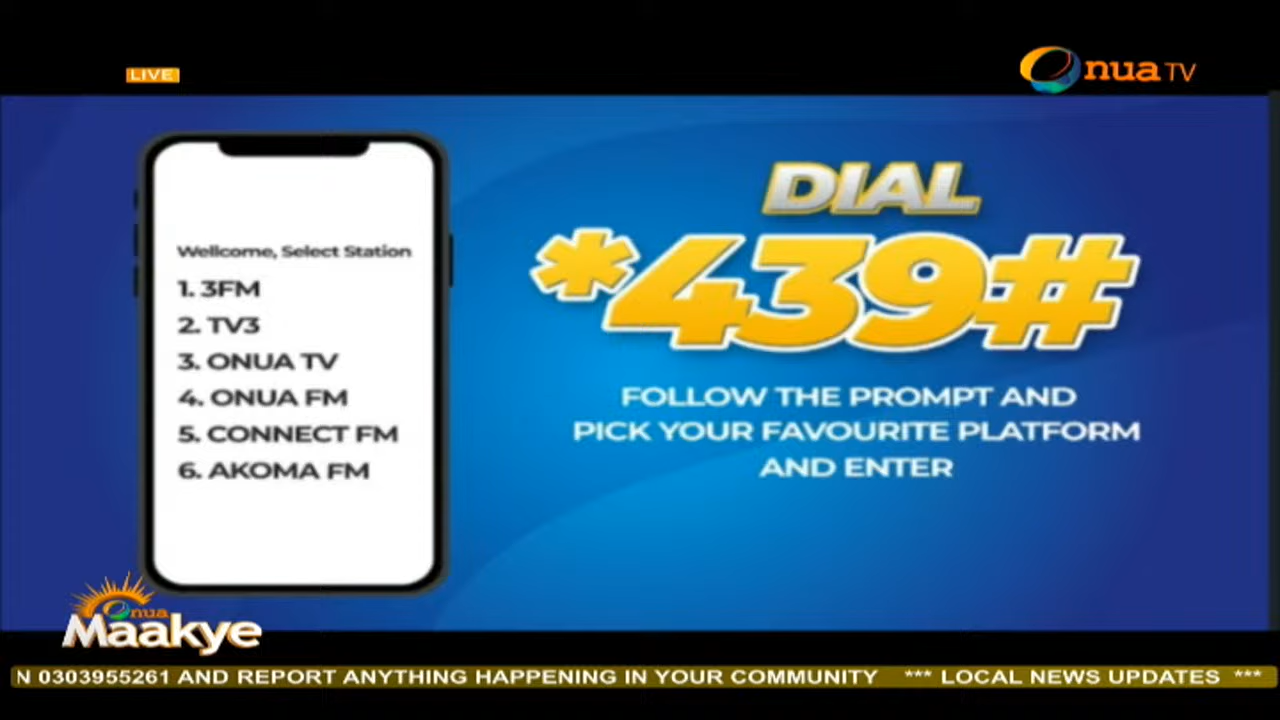 LIVE
Onua TV
DIAL
*439#
FOLLOW THE PROMPT AND
PICK YOUR FAVOURITE PLATFORM
AND ENTER
Wellcome, Select Station
1. 3FM
2. TV3
3. ONUA TV
4. ONUA FM
5. CONNECT FM
6. AKOMA FM
Onua
Maakye
N 0303955261 AND REPORT ANYTHING HAPPENING IN YOUR COMMUNITY *** LOCAL NEWS UPDATES ***